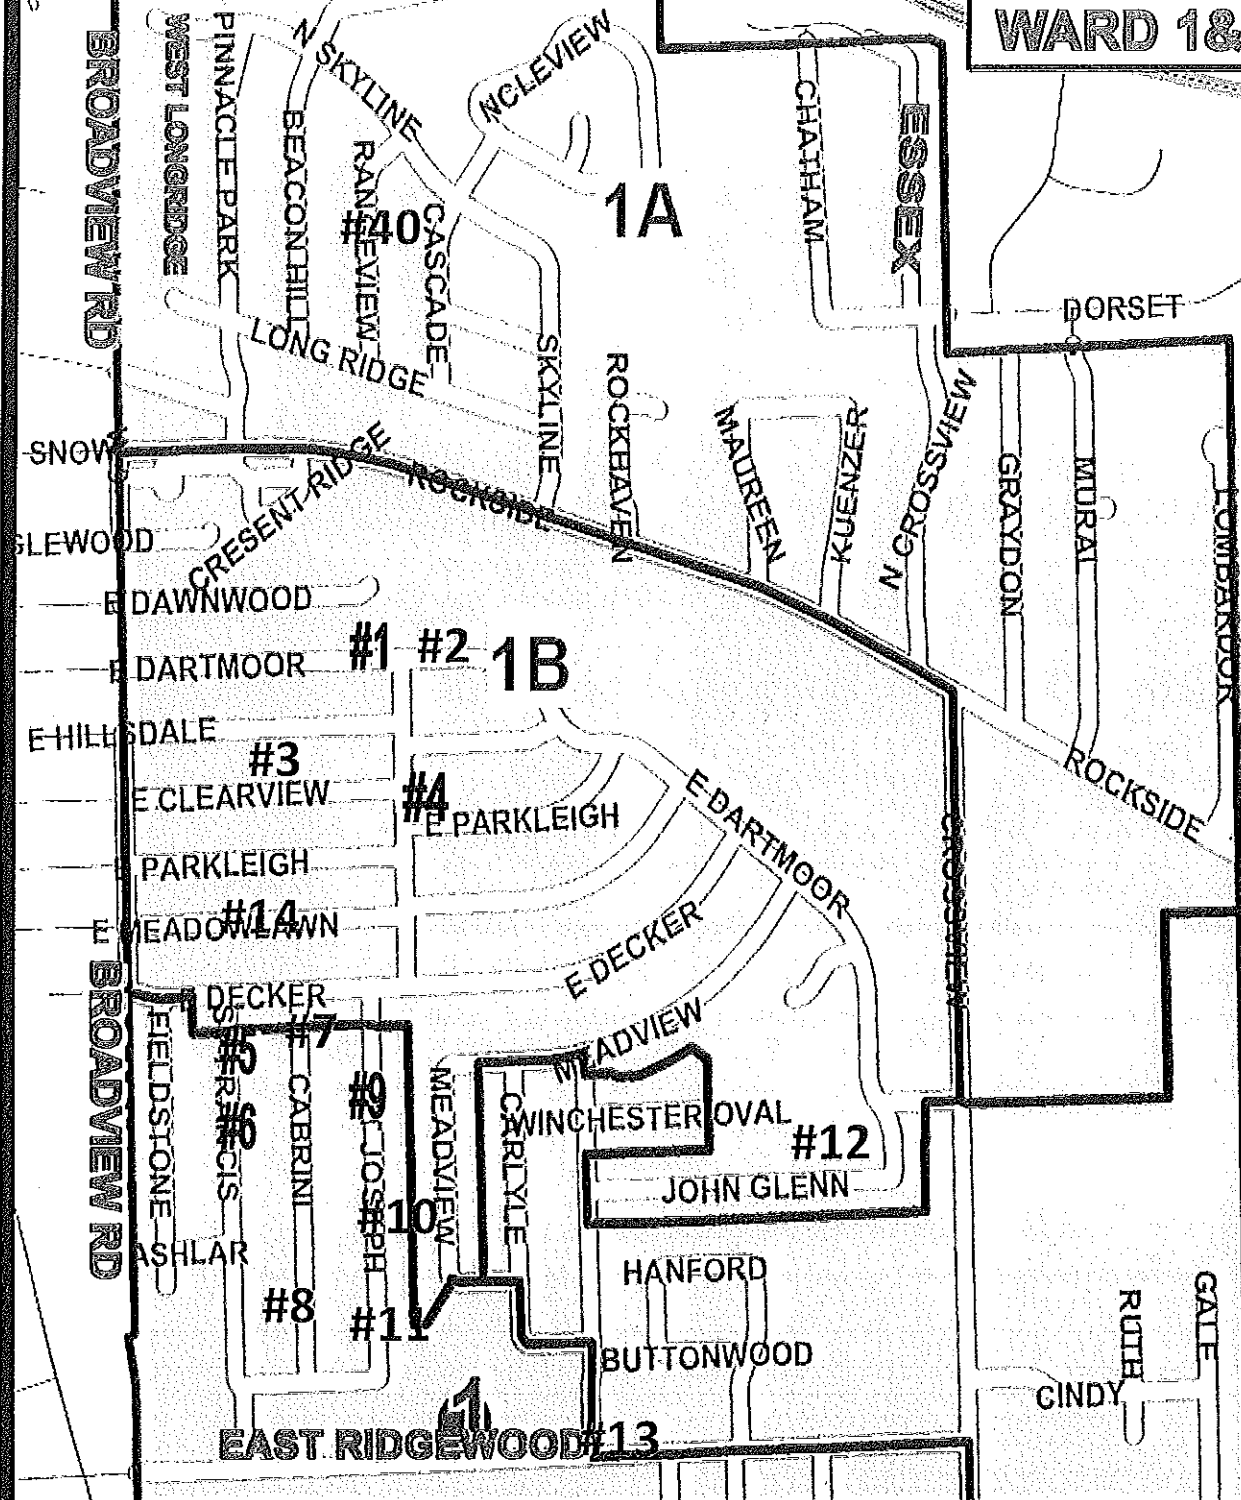 WARD 1&
BROADVIEW RD
WEST LONGRIDGE
PINNACLE PARK
N SKYLINE
BEACON HILL
RANGEVIEW
#40
CASCADE
NCLEVIEW
1A
CHATHAM
ESSEX
DORSET
LONG RIDGE
SKYLINE
ROCKHAVEN
MAUREEN
KUENZER
N CROSSVIEW
GRAYDON
MURAL
LOMBARDO
SNOW
CRESENT RIDGE
ROCKSIDE
GLEWOOD
E DAWNWOOD
#1
#2
1B
E DARTMOOR
E HILLSDALE
#3
E CLEARVIEW
#4
E PARKLEIGH
E DARTMOOR
ROCKSIDE
CROSSVIEW
E PARKLEIGH
#14
E MEADOWLAWN
E DECKER
E DECKER
BROADVIEW RD
FIELDSTONE
#5
#7
#6
CABRINI
#9
JOSEPH
#10
MEADVIEW
MEADVIEW
CARLYLE
WINCHESTER OVAL
#12
JOHN GLENN
ASHLAR
#8
#11
HANFORD
BUTTONWOOD
RUTH
GALE
CINDY
1
EAST RIDGEWOOD
#13